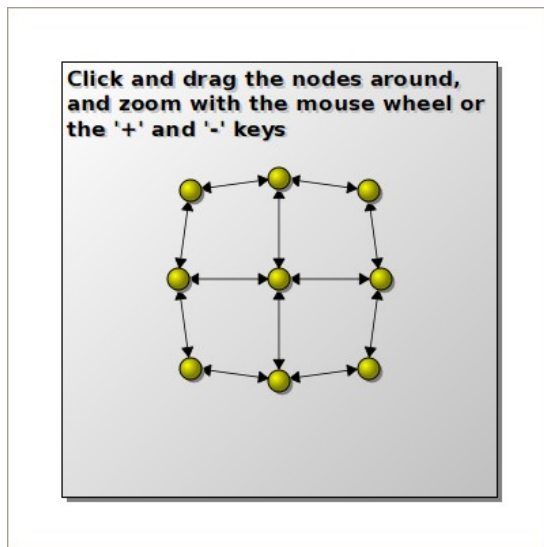 Click and drag the nodes around,
and zoom with the mouse wheel or
the '+' and '-' keys